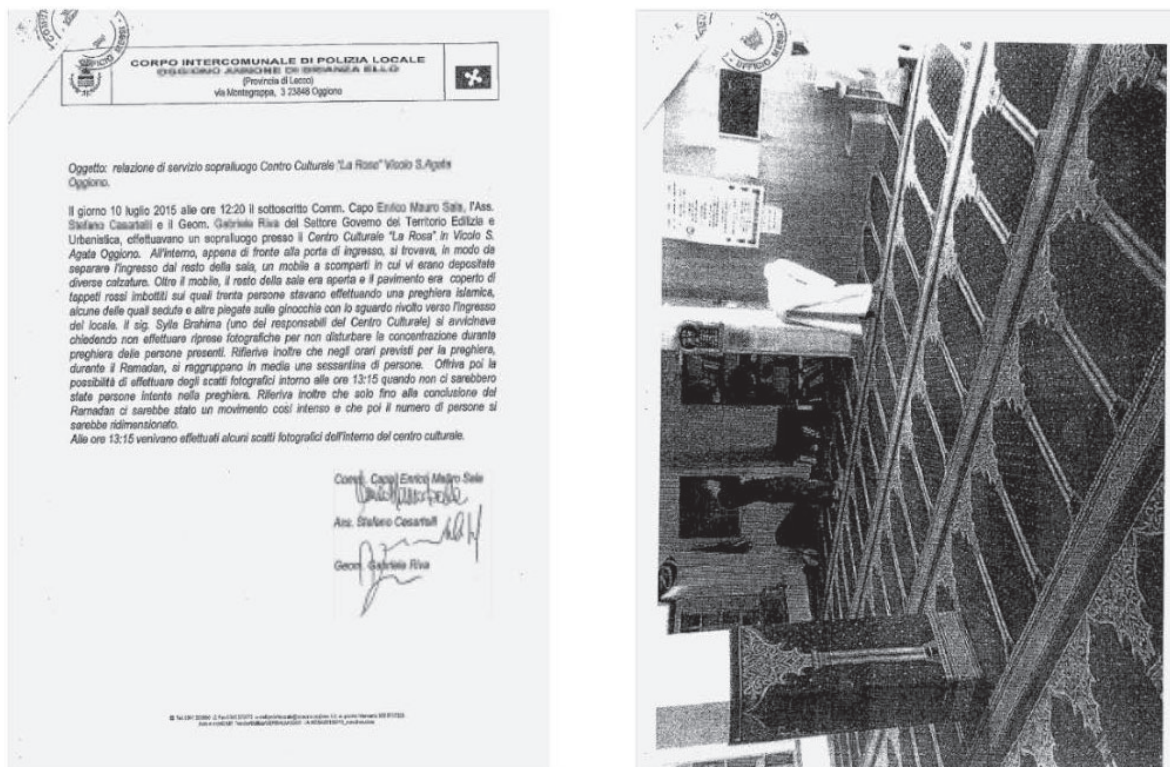 CORPO INTERCOMUNALE DI POLIZIA LOCALE
OGGIONO ANNONE DI BRIANZA ELLO
(Provincia di Lecco)
via Montegrappa, 3 23848 Oggiono
Oggetto: relazione di servizio sopralluogo Centro Culturale "La Rosa" Vicolo S.Agata
Oggiono.
Il giorno 10 luglio 2015 alle ore 12:20 il sottoscritto Comm. Capo Enrico Mauro Sala, l'Ass.
Stefano Casartelli e il Geom. Gabriele Riva del Settore Governo del Territorio Edilizia e
Urbanistica, effettuavano un sopralluogo presso il Centro Culturale "La Rosa", in Vicolo S.
Agata Oggiono. All'interno, appena di fronte alla porta di ingresso, si trovava, in modo da
separare l'ingresso dal resto della sala, un mobile a scomparti in cui vi erano depositate
diverse calzature. Oltre il mobile, il resto della sala era aperta e il pavimento era coperto di
tappeti rossi imbottiti sui quali trenta persone stavano effettuando una preghiera islamica,
alcune delle quali sedute e altre piegate sulle ginocchia con lo sguardo rivolto verso l'ingresso
del locale. Il sig. Sylla Brahima (uno dei responsabili del Centro Culturale) si avvicinava
chiedendo non effettuare riprese fotografiche per non disturbare la concentrazione durante
preghiera delle persone presenti. Riferiva inoltre che negli orari previsti per la preghiera,
durante il Ramadan, si raggruppano in media una sessantina di persone. Offriva poi la
possibilità di effettuare degli scatti fotografici intorno alle ore 13:15 quando non ci sarebbero
state persone intente nella preghiera. Riferiva inoltre che solo fino alla conclusione del
Ramadan ci sarebbe stato un movimento così intenso e che poi il numero di persone si
sarebbe ridimensionato.
Alle ore 13:15 venivano effettuati alcuni scatti fotografici dell'interno del centro culturale.
Comm. Capo Enrico Mauro Sala
Ass. Stefano Casartelli
Geom. Gabriele Riva
UFFICIO MESSI